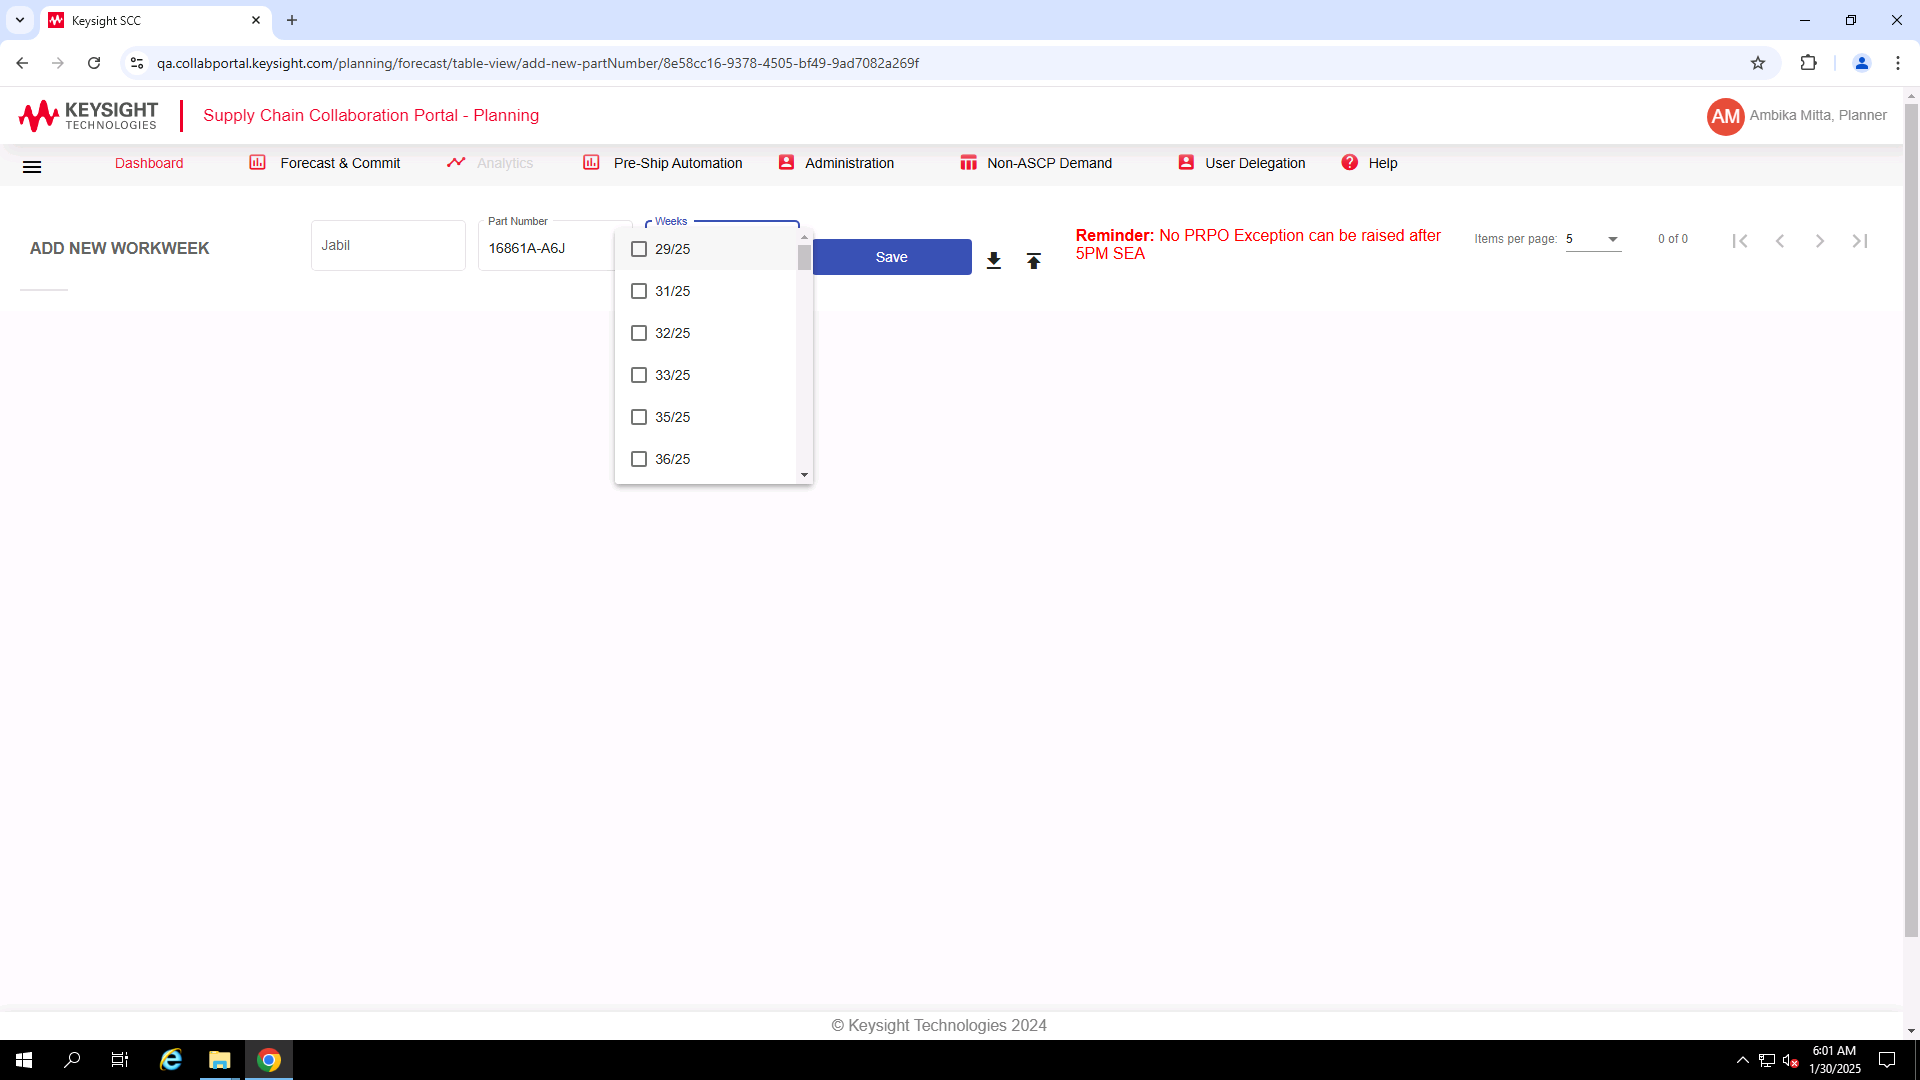 Keysight SCC
qa.collabportal.keysight.com/planning/forecast/table-view/add-new-partNumber/8e58cc16-9378-4505-bf49-9ad7082a269f
KEYSIGHT
TECHNOLOGIES
Supply Chain Collaboration Portal - Planning
AM
Ambika Mitta, Planner
Dashboard
Forecast & Commit
Analytics
Pre-Ship Automation
Administration
Non-ASCP Demand
User Delegation
?
Help
ADD NEW WORKWEEK
Jabil
Part Number
16861A-A6J
Weeks
Save
Reminder: No PRPO Exception can be raised after
5PM SEA
Items per page:
5
0 of 0
29/25
31/25
32/25
33/25
35/25
36/25
© Keysight Technologies 2024
6:01 AM
1/30/2025